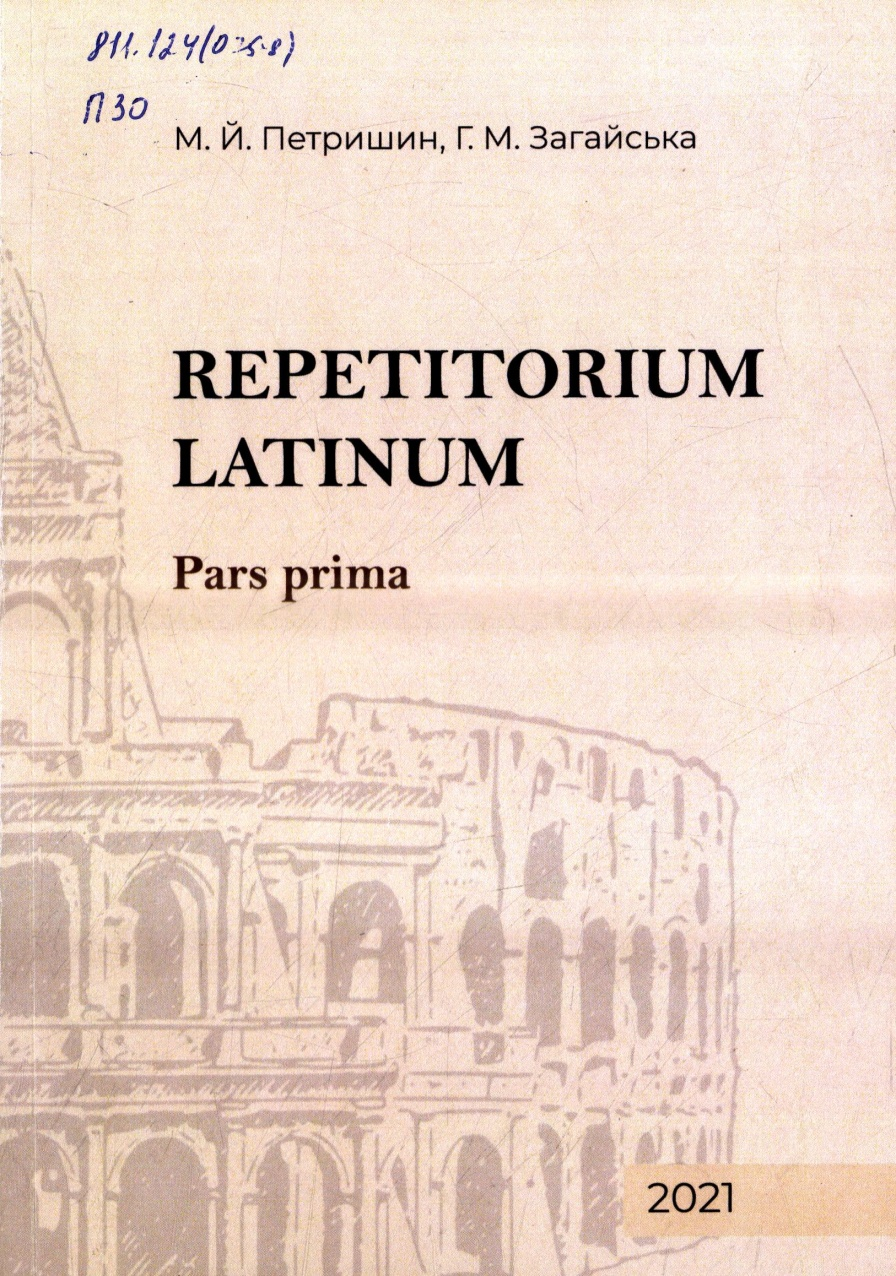 811.124(075.8)
П30
М. Й. Петришин, Г. М. Загайська
REPETITORIUM
LATINUM
Pars prima
2021